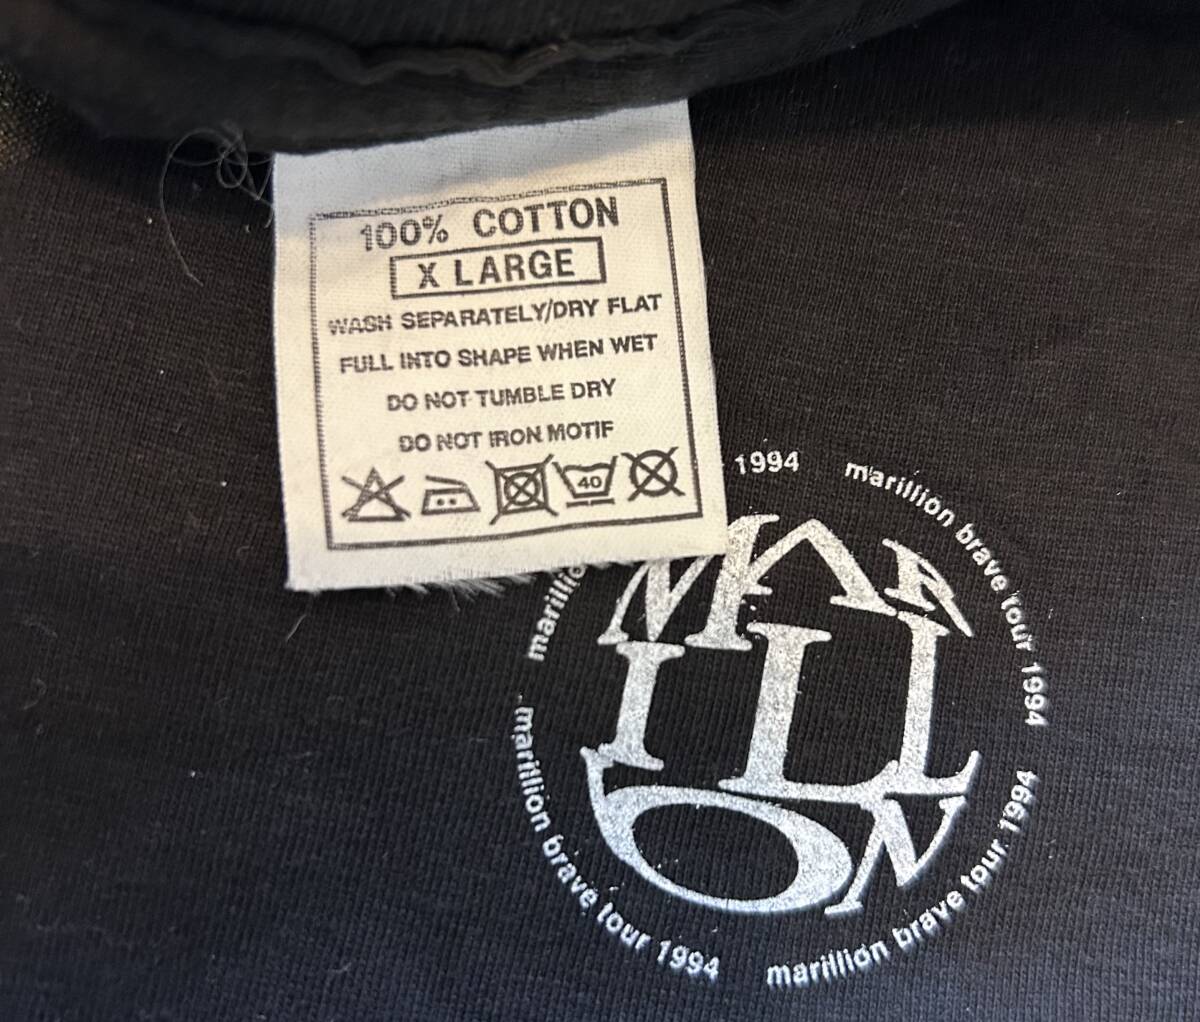 100% COTTON
X LARGE
WASH SEPARATELY/DRY FLAT
FULL INTO SHAPE WHEN WET
DO NOT TUMBLE DRY
DO NOT IRON MOTIF
40
1994
marillion brave tour 1994
marillion brave tour 1994
marillion brave tour 1994
marillio
MAR
ILLI
ON